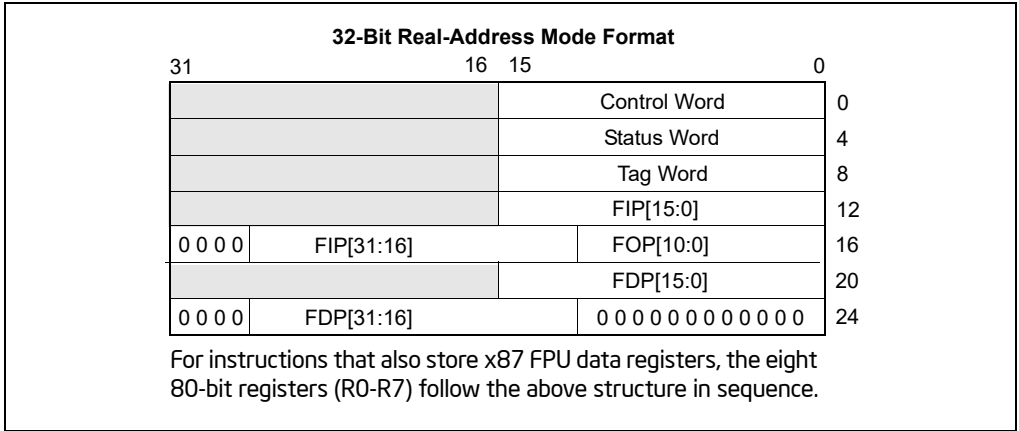 32-Bit Real-Address Mode Format
31 16 15 0
Control Word 0
Status Word 4
Tag Word 8
FIP[15:0] 12
0 0 0 0 FIP[31:16] FOP[10:0] 16
FDP[15:0] 20
0 0 0 0 FDP[31:16] 0 0 0 0 0 0 0 0 0 0 0 0 24
For instructions that also store x87 FPU data registers, the eight
80-bit registers (R0-R7) follow the above structure in sequence.